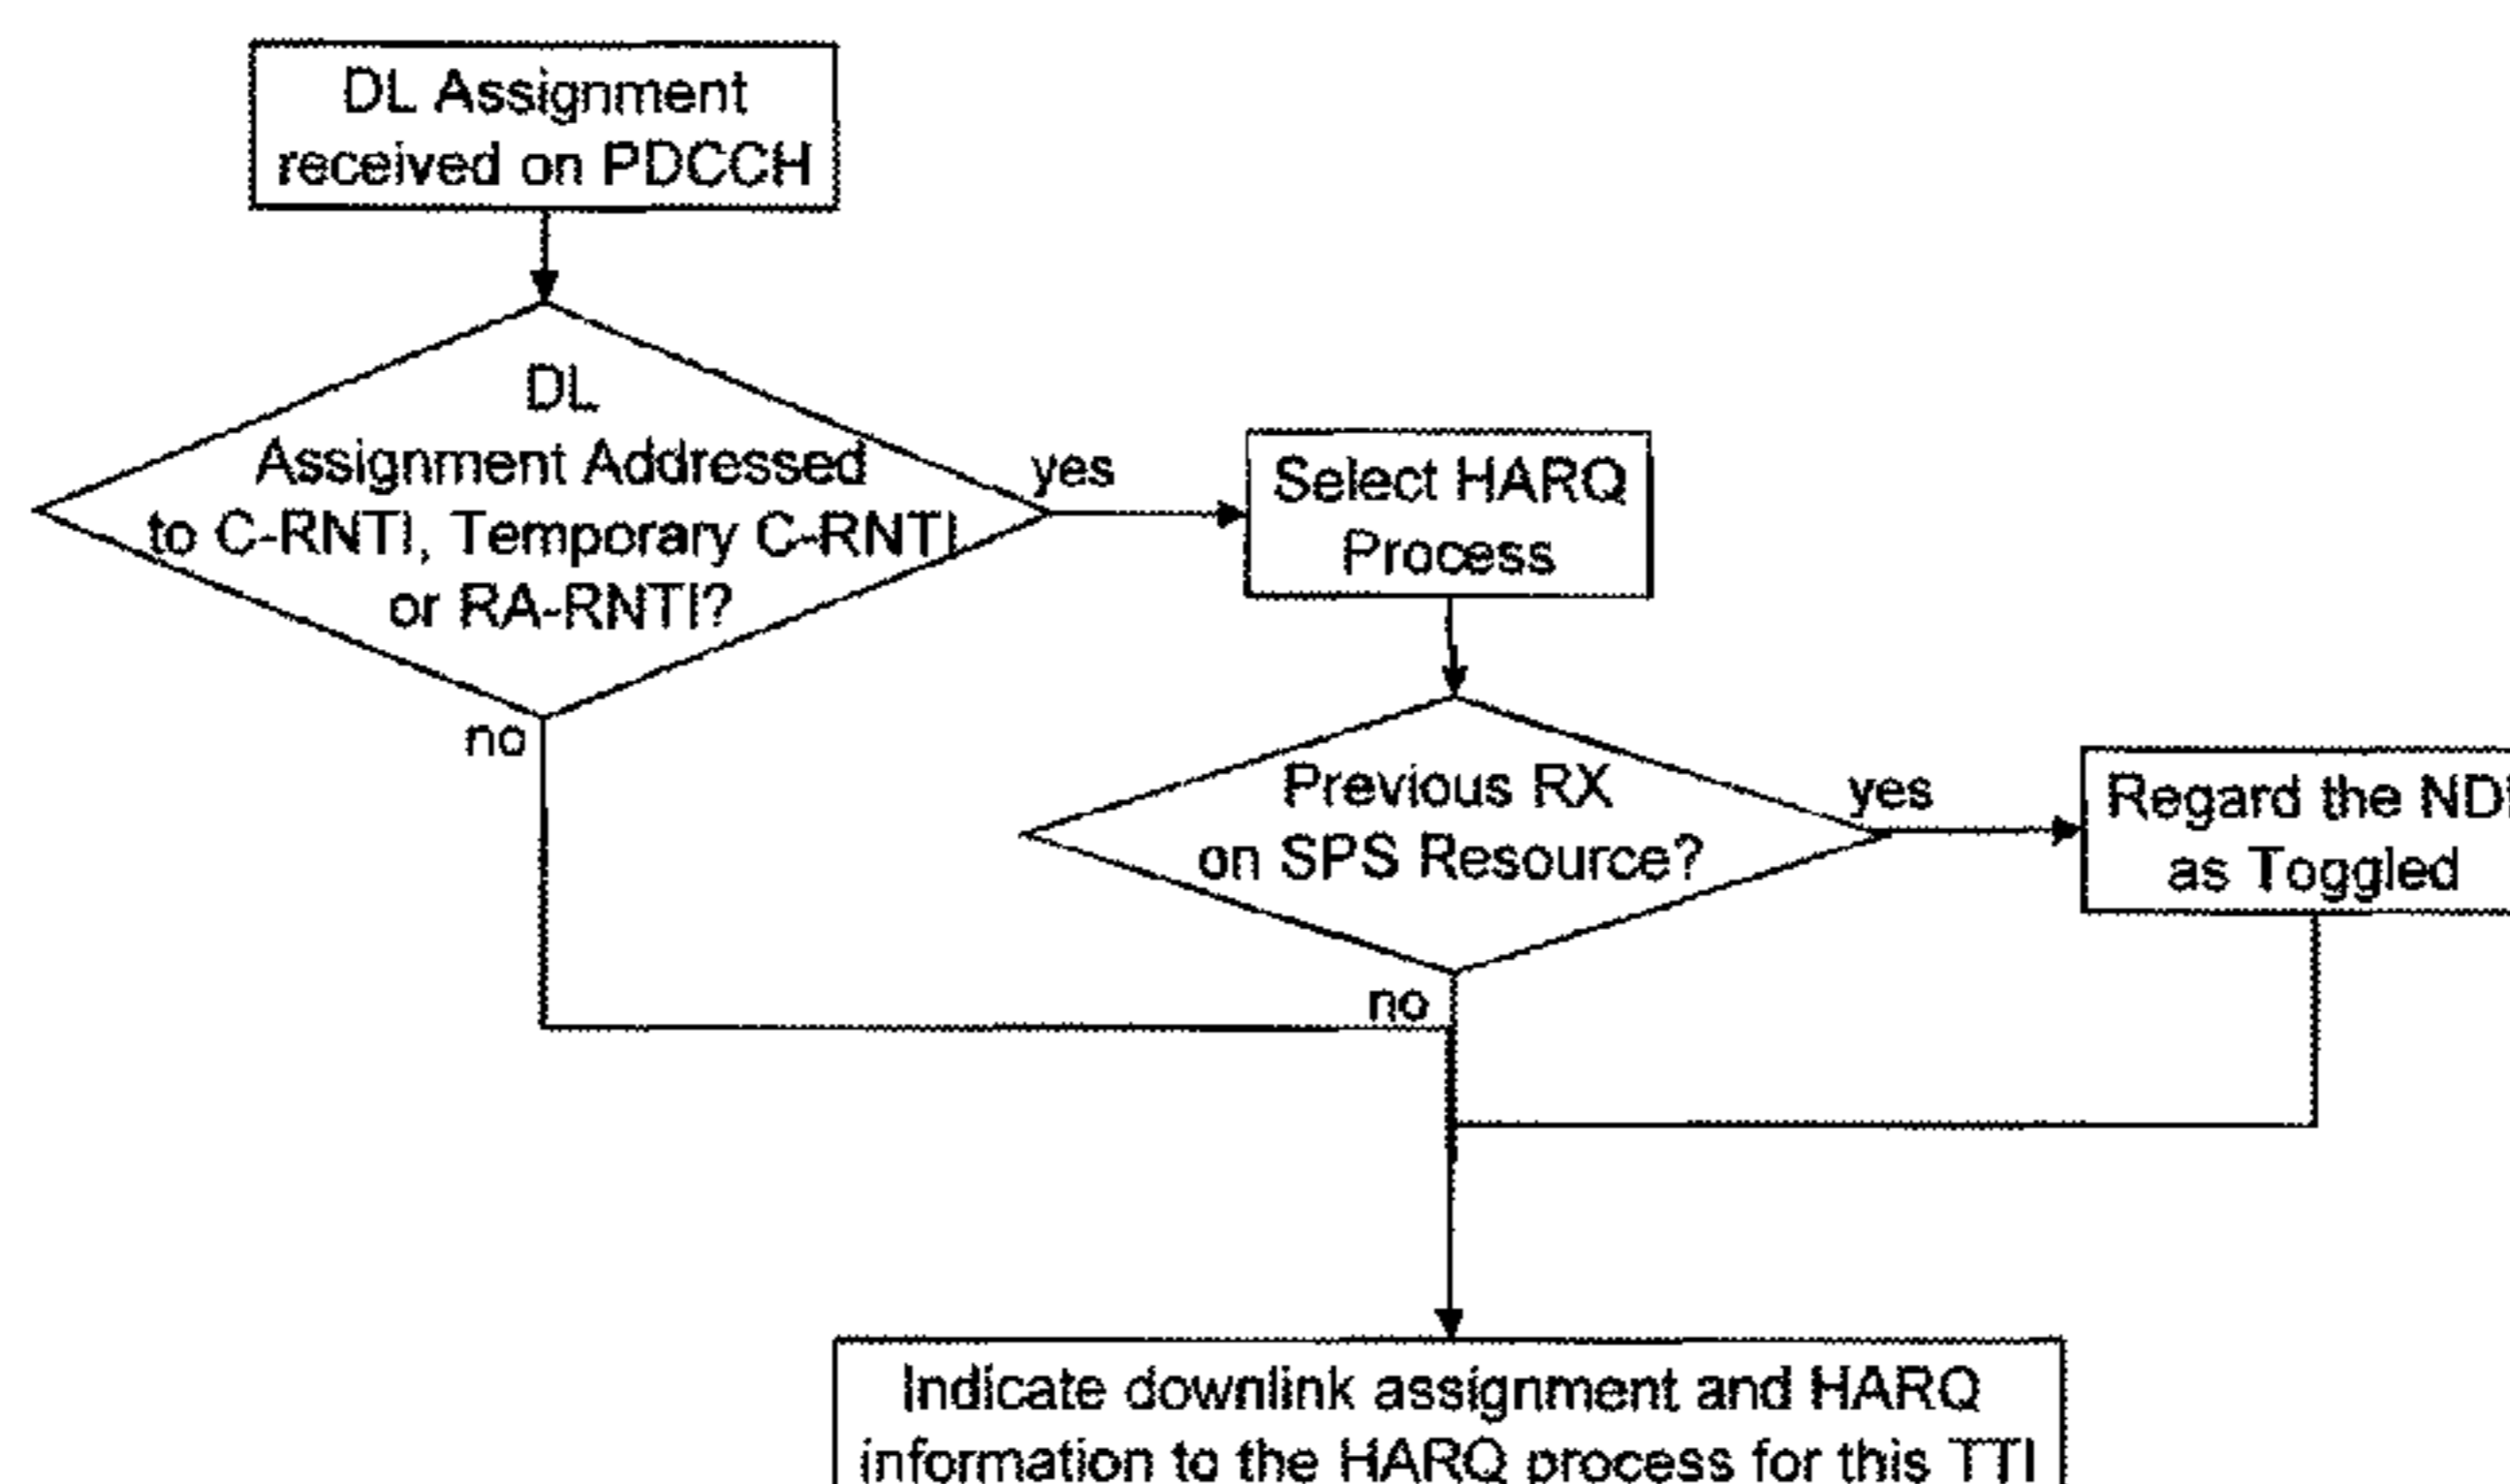 DL Assignment
received on PDCCH
DL
Assignment Addressed
to C-RNTI, Temporary C-RNTI
or RA-RNTI?
yes
Select HARQ
Process
no
Previous RX
on SPS Resource?
yes
Regard the NDI
as Toggled
no
Indicate downlink assignment and HARQ
information to the HARQ process for this TTI